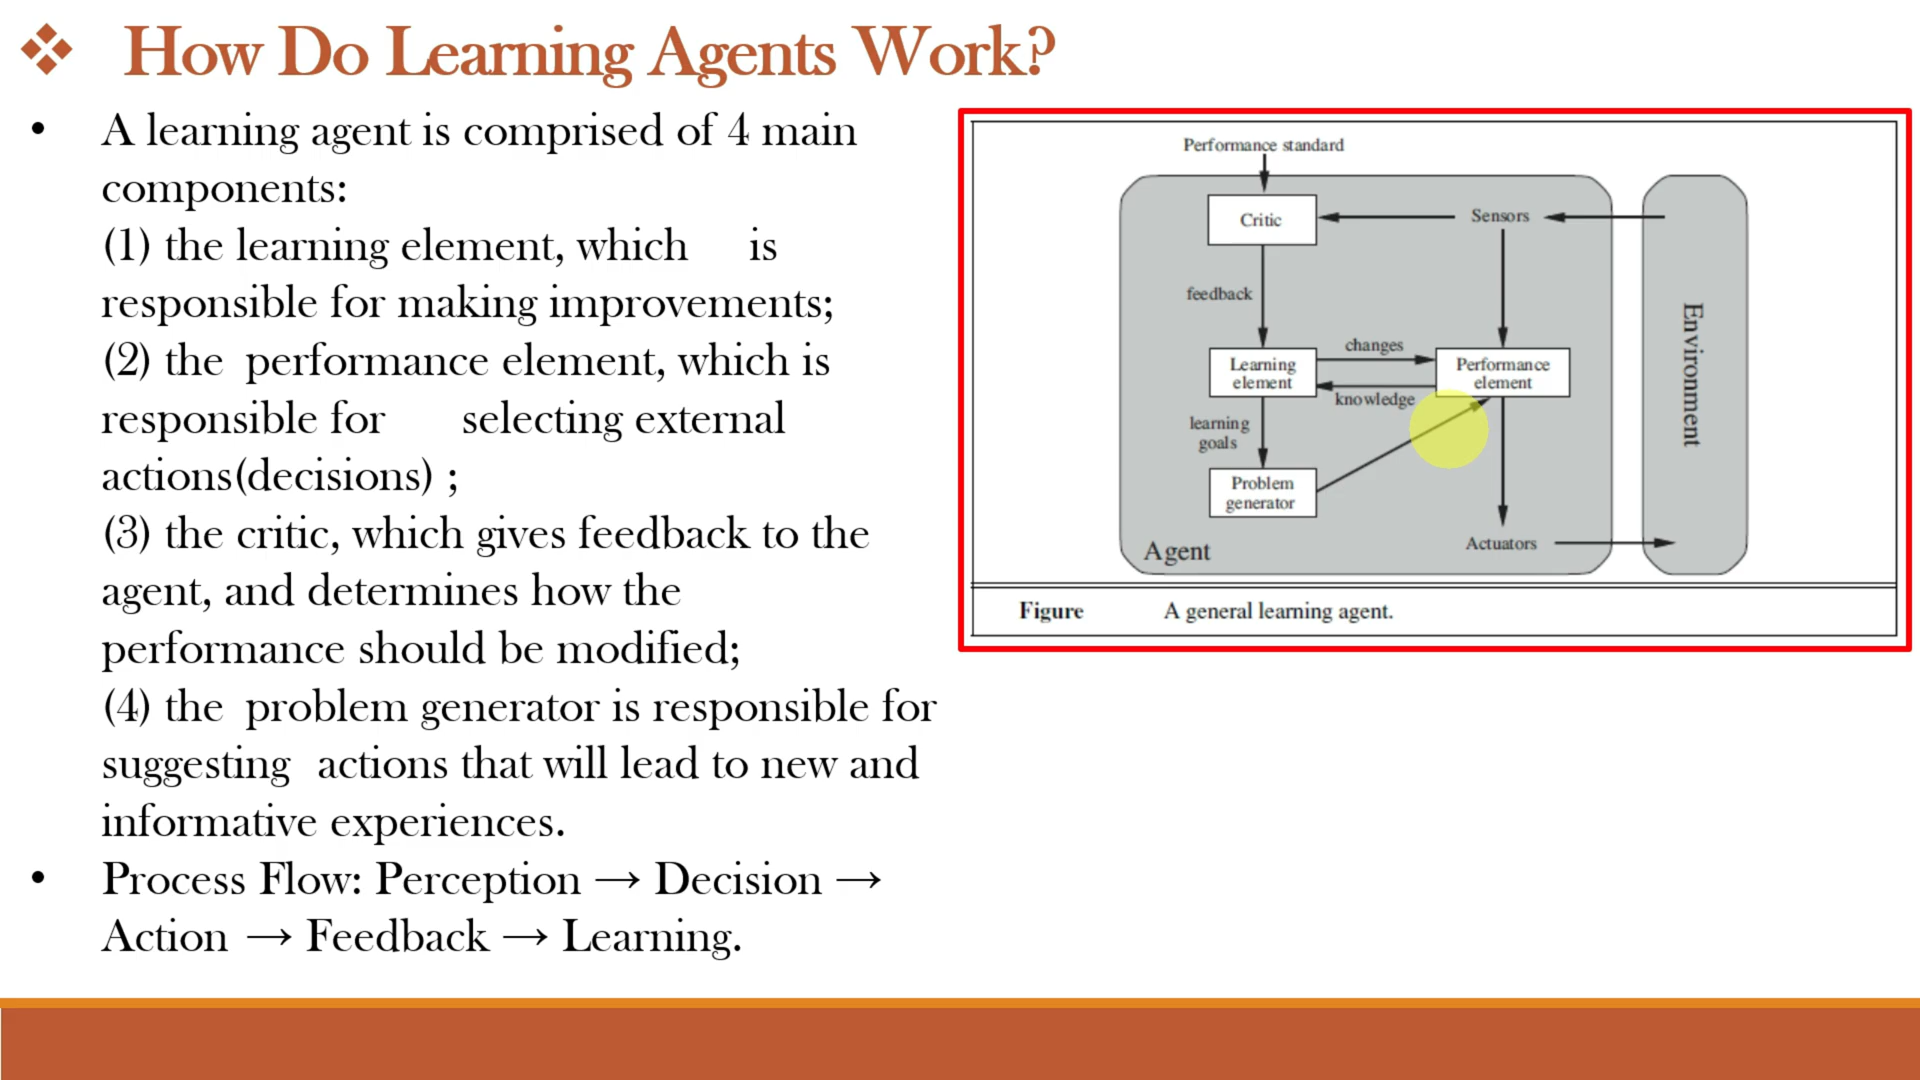 How Do Learning Agents Work?
• A learning agent is comprised of 4 main
components:
(1) the learning element, which is
responsible for making improvements;
(2) the performance element, which is
responsible for selecting external
actions(decisions) ;
(3) the critic, which gives feedback to the
agent, and determines how the
performance should be modified;
(4) the problem generator is responsible for
suggesting actions that will lead to new and
informative experiences.
• Process Flow: Perception → Decision →
Action → Feedback → Learning.
Performance standard
Critic
Sensors
feedback
changes
Learning
element
Performance
element
knowledge
learning
goals
Problem
generator
Agent
Actuators
Environment
Figure A general learning agent.